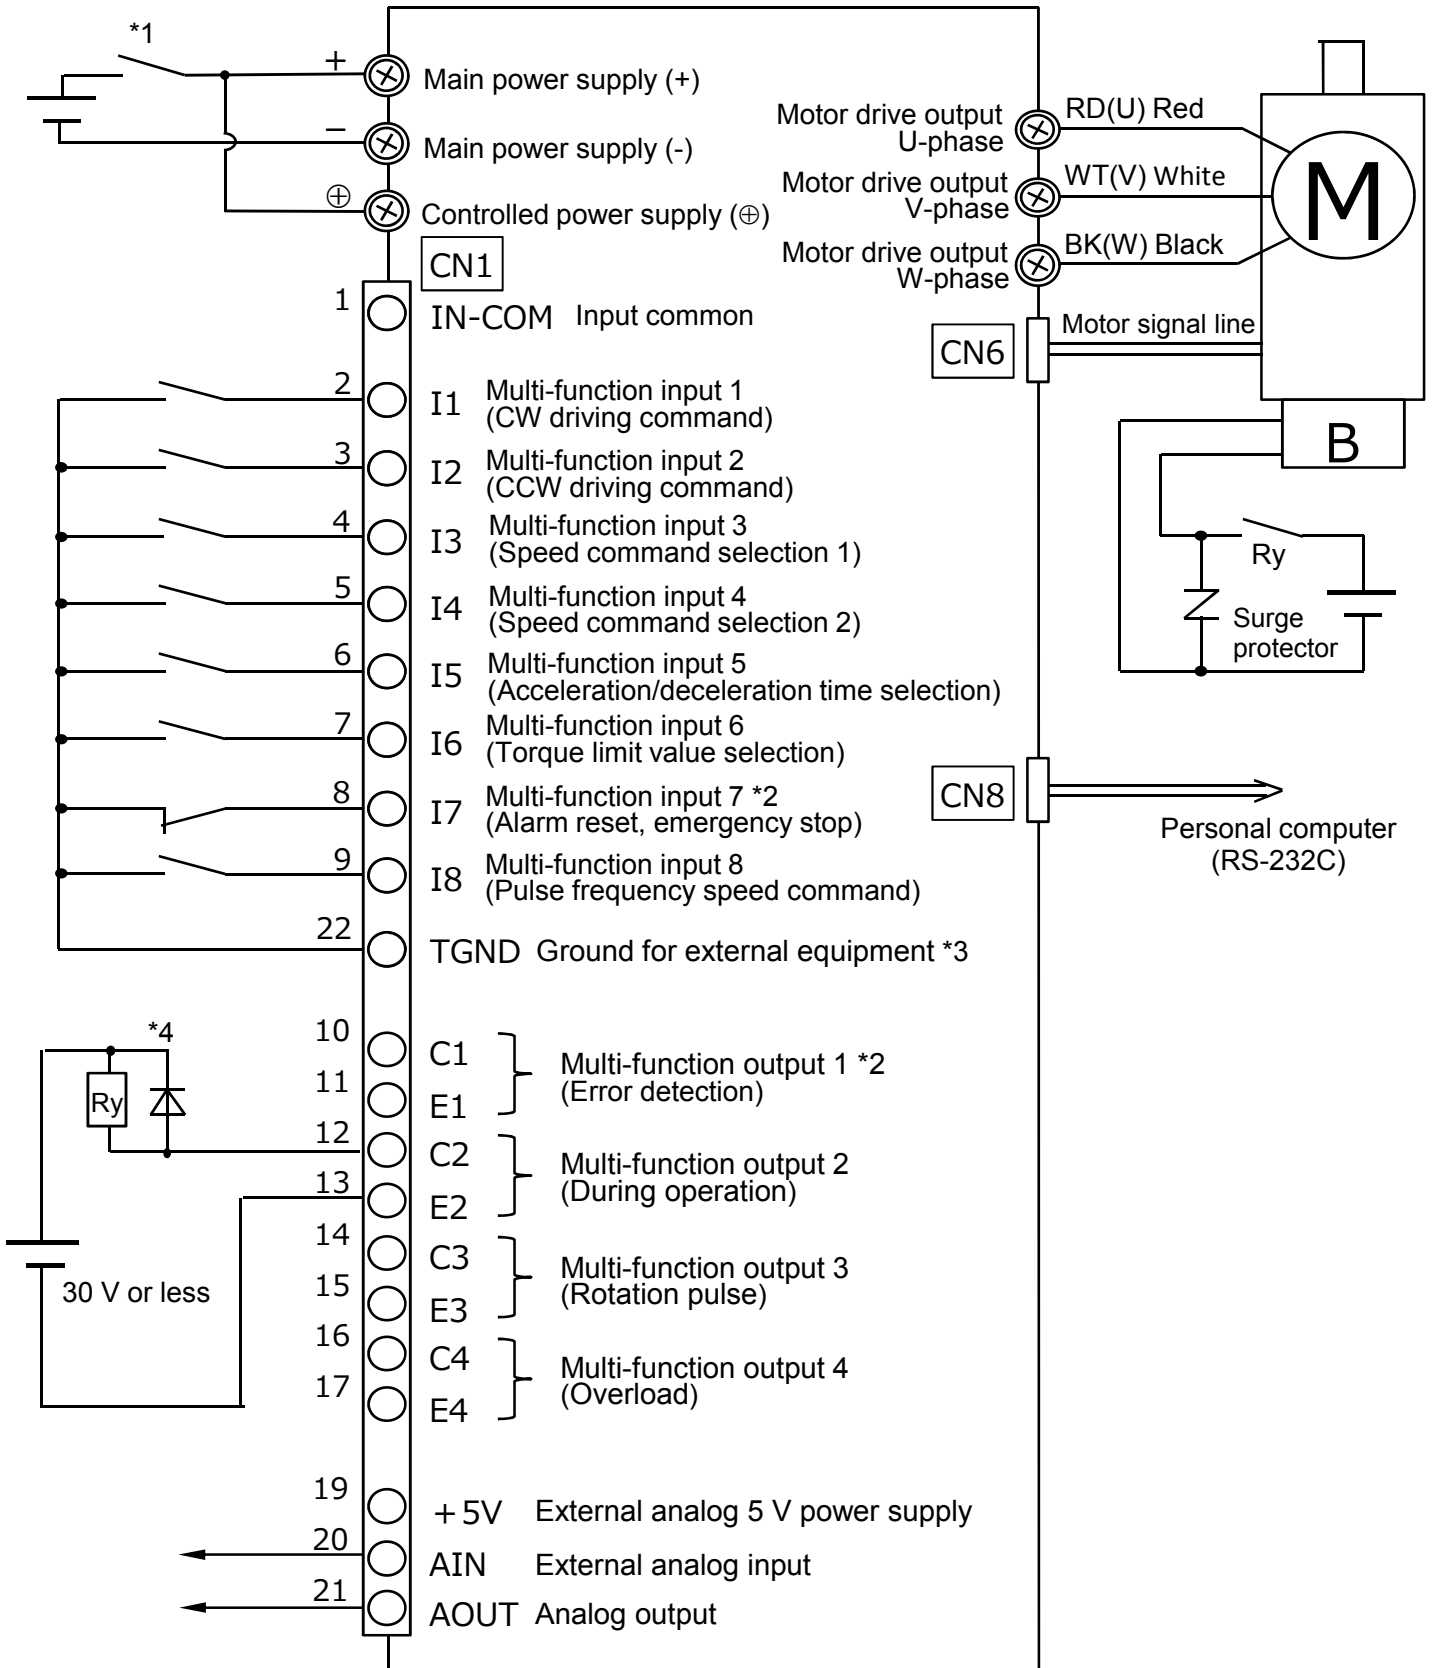 *1
+
Main power supply (+)
−
Main power supply (-)
⊕
Controlled power supply (⊕)
Motor drive output
U-phase
RD(U) Red
Motor drive output
V-phase
WT(V) White
Motor drive output
W-phase
BK(W) Black
M
CN1
1
IN-COM Input common
CN6
Motor signal line
2
I1
Multi-function input 1
(CW driving command)
B
3
I2
Multi-function input 2
(CCW driving command)
4
I3
Multi-function input 3
(Speed command selection 1)
Ry
5
I4
Multi-function input 4
(Speed command selection 2)
Surge
protector
6
I5
Multi-function input 5
(Acceleration/deceleration time selection)
7
I6
Multi-function input 6
(Torque limit value selection)
8
I7
Multi-function input 7 *2
(Alarm reset, emergency stop)
CN8
Personal computer
(RS-232C)
9
I8
Multi-function input 8
(Pulse frequency speed command)
22
TGND Ground for external equipment *3
*4
Ry
10
C1
11
E1
Multi-function output 1 *2
(Error detection)
12
C2
13
E2
Multi-function output 2
(During operation)
30 V or less
14
C3
15
E3
Multi-function output 3
(Rotation pulse)
16
C4
17
E4
Multi-function output 4
(Overload)
19
+5V External analog 5 V power supply
20
AIN External analog input
21
AOUT Analog output